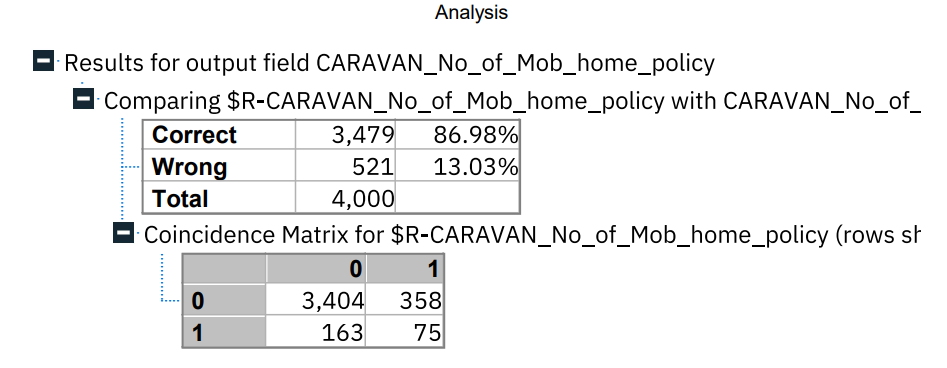 Analysis
Results for output field CARAVAN_No_of_Mob_home_policy
Comparing $R-CARAVAN_No_of_Mob_home_policy with CARAVAN_No_of_
Correct 3,479 86.98%
Wrong 521 13.03%
Total 4,000
Coincidence Matrix for $R-CARAVAN_No_of_Mob_home_policy (rows sh
0 1
0 3,404 358
1 163 75